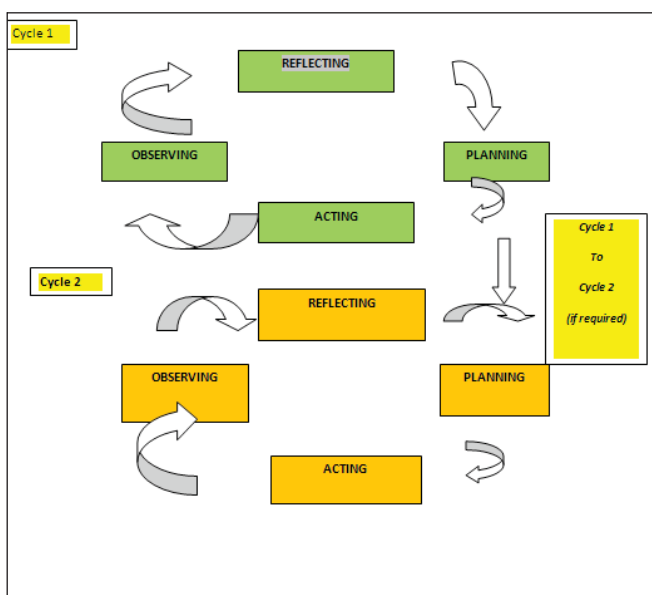 Cycle 1
REFLECTING
OBSERVING
PLANNING
ACTING
Cycle 1
To
Cycle 2
(if required)
Cycle 2
REFLECTING
OBSERVING
PLANNING
ACTING